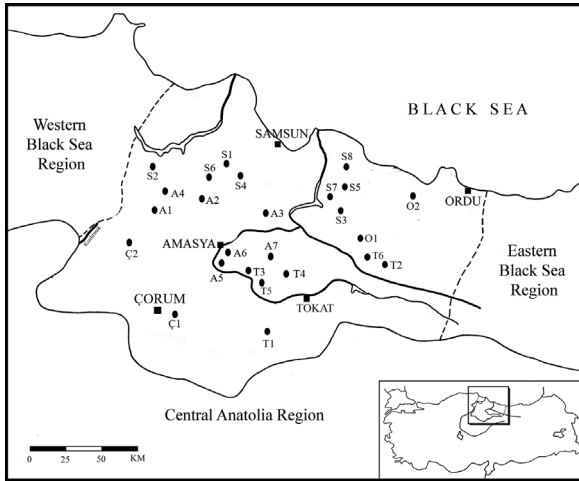 BLACK SEA
Western
Black Sea
Region
SAMSUN
S1
S8
S2
S6
S4
S7
S5
ORDU
A4
A2
O2
A1
A3
S3
Ç2
AMASYA
A6
A7
O1
T6
T2
Eastern
Black Sea
Region
A5
T3
T4
T5
ÇORUM
Ç1
TOKAT
T1
Central Anatolia Region
0 25 50
KM